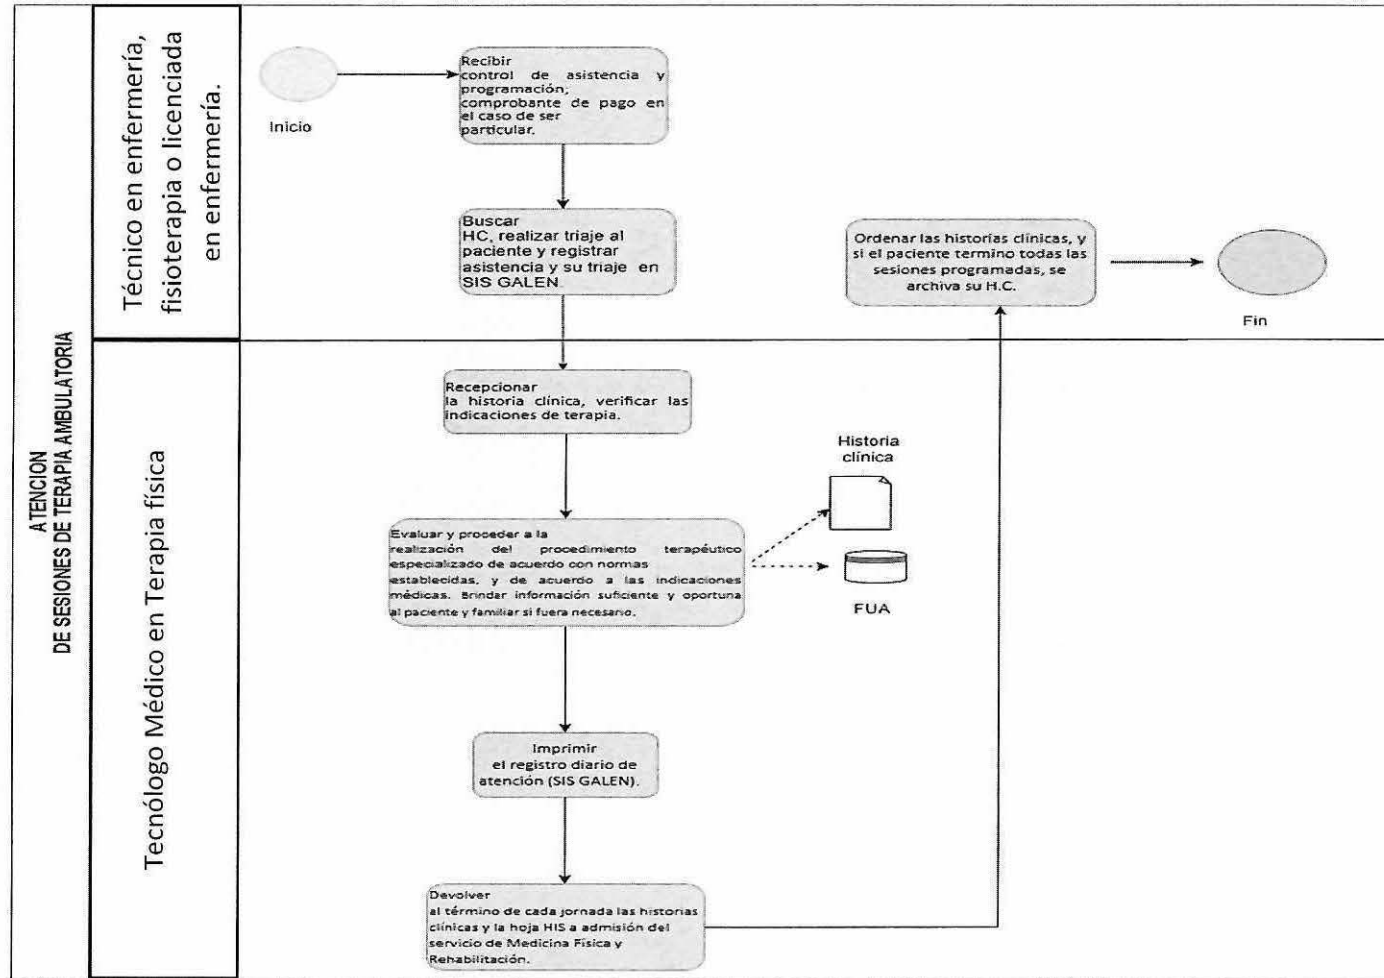 ATENCION
DE SESIONES DE TERAPIA AMBULATORIA
Técnico en enfermería,
fisioterapia o licenciada
en enfermería.
Inicio
Recibir
control de asistencia y
programación;
comprobante de pago en
el caso de ser
particular.
Buscar
HC, realizar triaje al
paciente y registrar
asistencia y su triaje en
SIS GALEN.
Ordenar las historias clínicas, y
si el paciente termino todas las
sesiones programadas, se
archiva su H.C.
Fin
Tecnólogo Médico en Terapia física
Recepcionar
la historia clínica, verificar las
indicaciones de terapia.
Evaluar y proceder a la
realización del procedimiento terapéutico
especializado de acuerdo con normas
establecidas, y de acuerdo a las indicaciones
médicas. Brindar información suficiente y oportuna
al paciente y familiar si fuera necesario.
Historia
clínica
FUA
Imprimir
el registro diario de
atención (SIS GALEN).
Devolver
al término de cada jornada las historias
clínicas y la hoja HIS a admisión del
servicio de Medicina Física y
Rehabilitación.